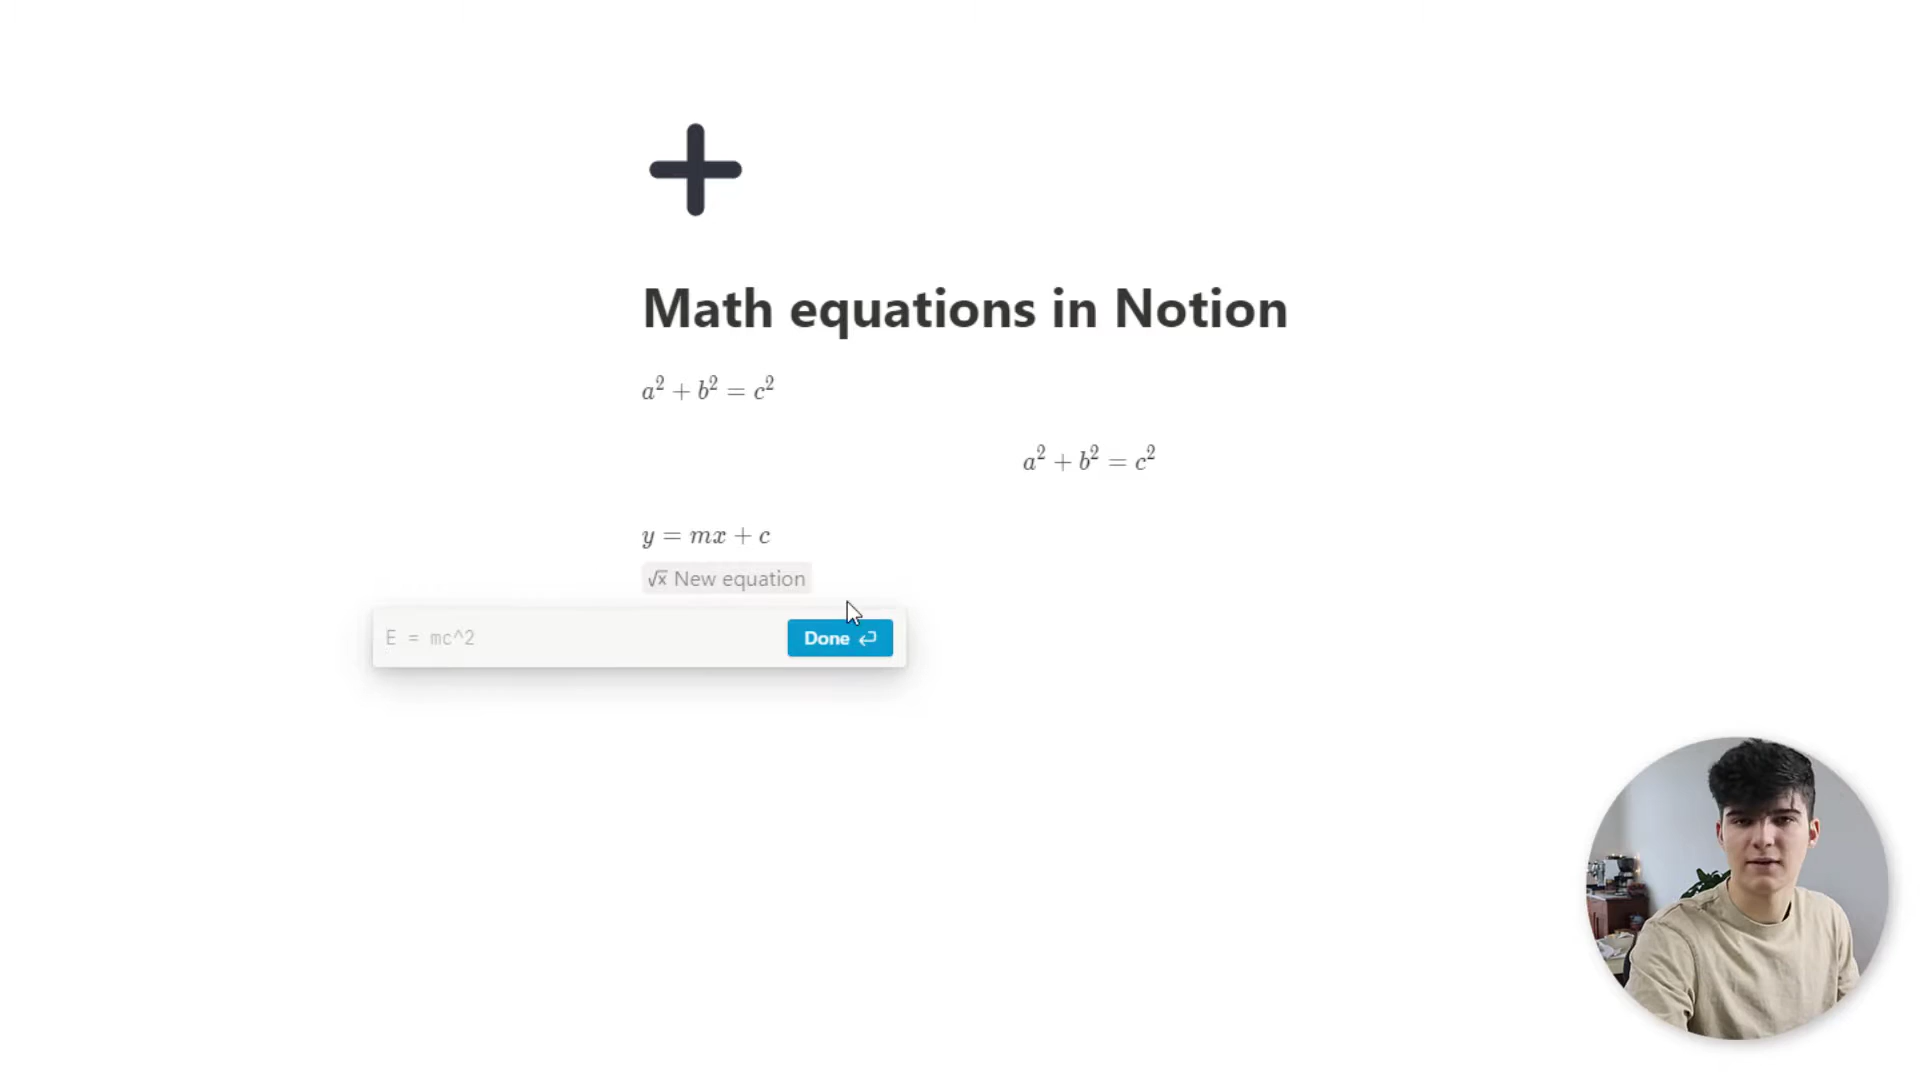 Math equations in Notion
a² + b² = c²
a² + b² = c²
y = mx + c
√x New equation
E = mc^2
Done